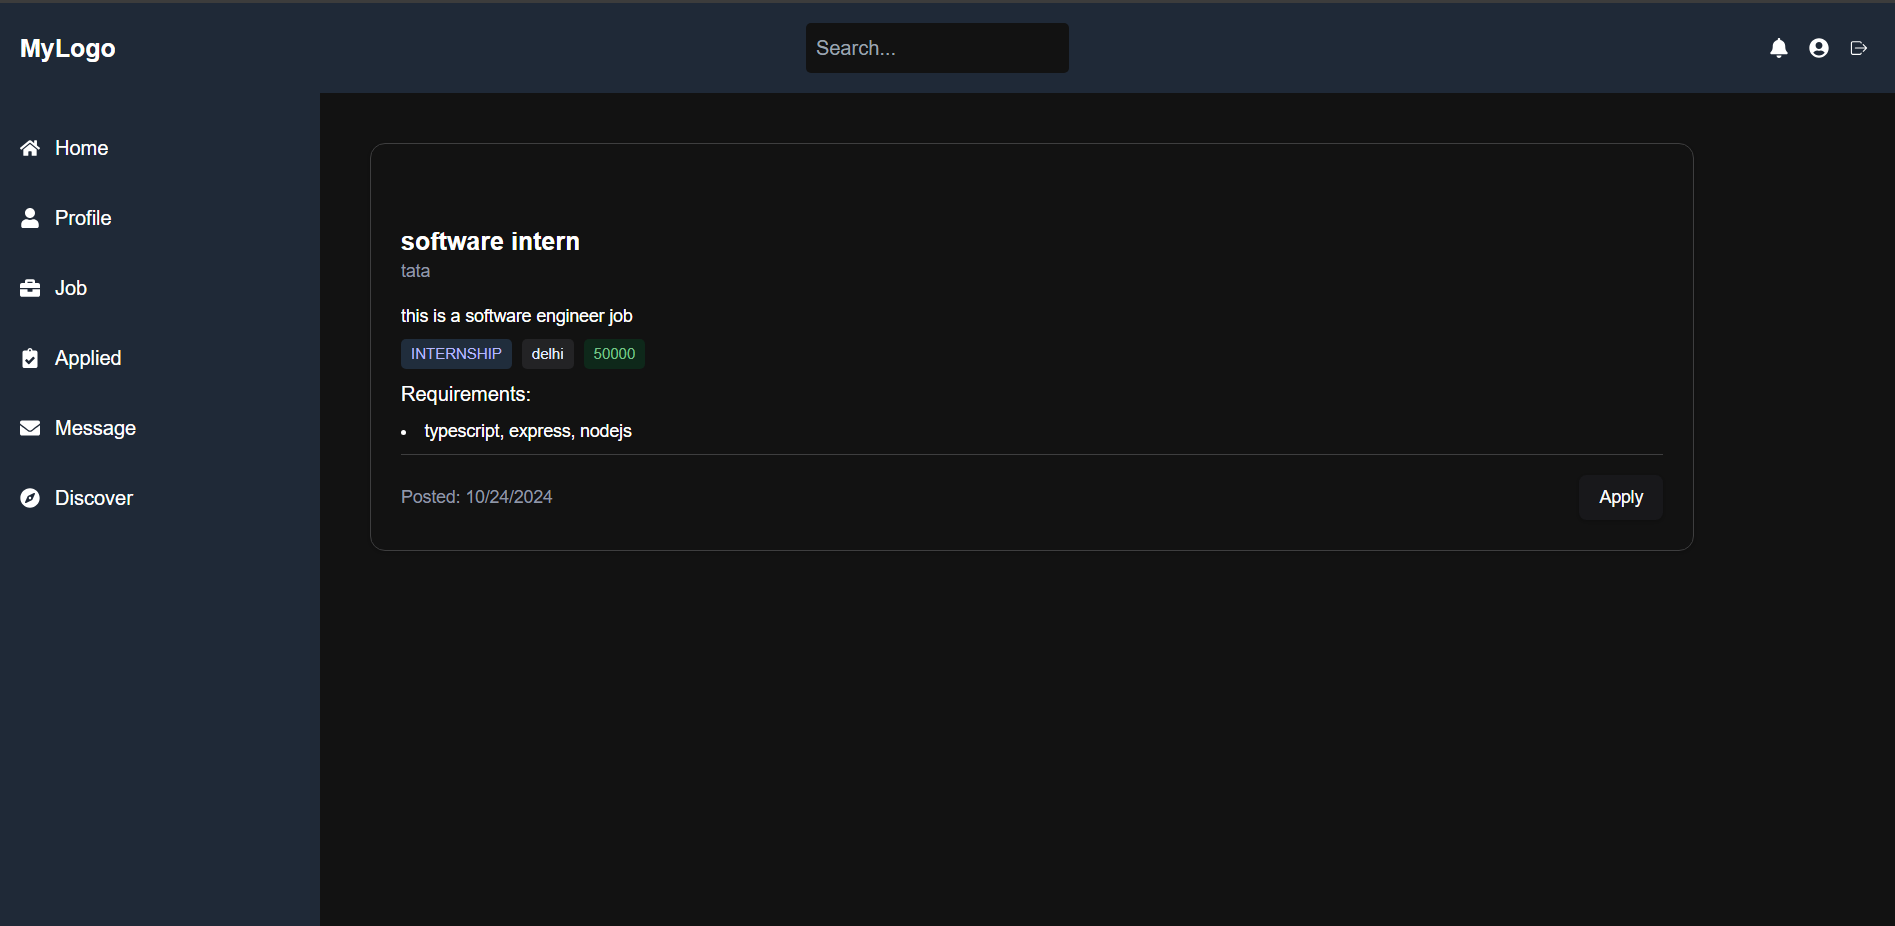 MyLogo
Search...
Home
Profile
Job
Applied
Message
Discover
software intern
tata
this is a software engineer job
INTERNSHIP delhi 50000
Requirements:
• typescript, express, nodejs
Posted: 10/24/2024
Apply